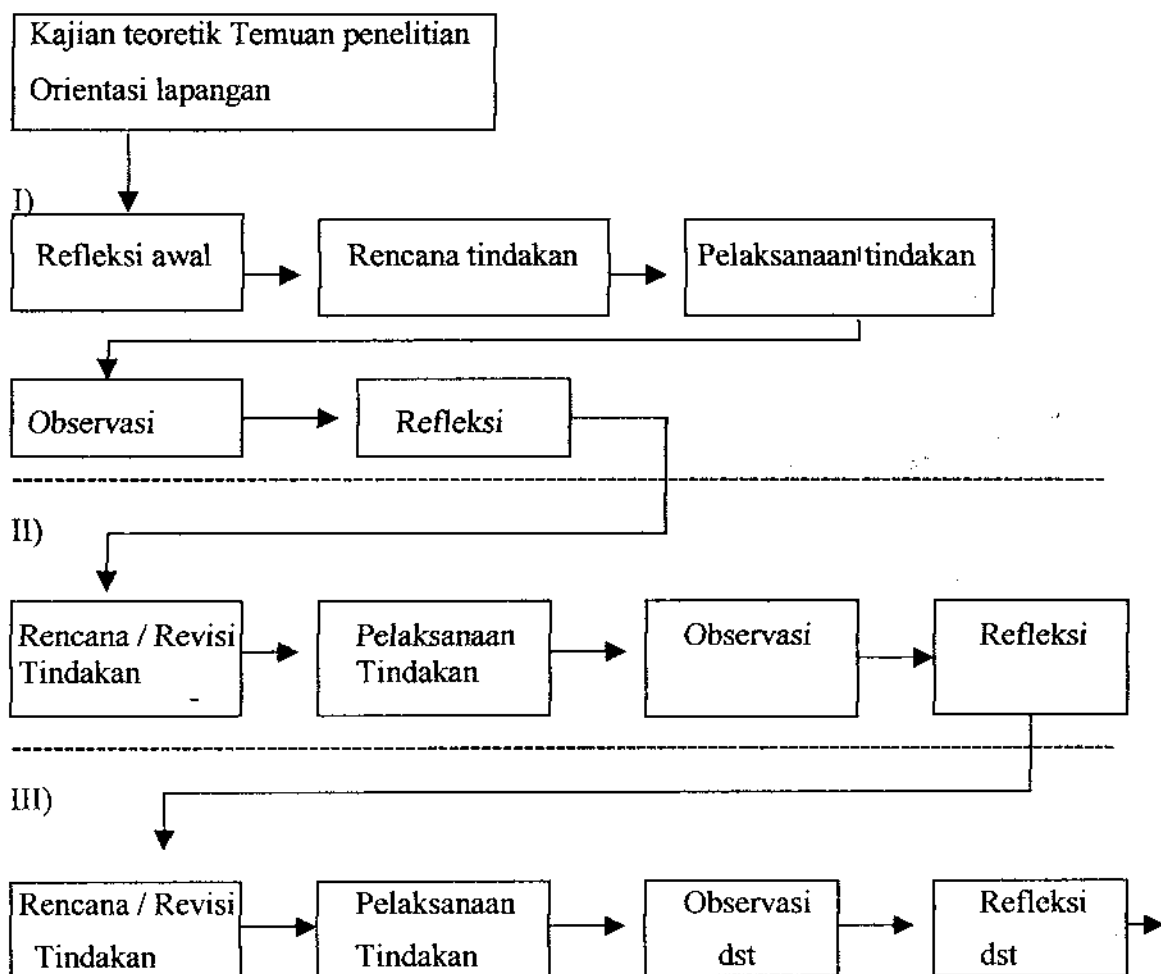 Kajian teoretik Temuan penelitian
Orientasi lapangan
I)
Refleksi awal
Rencana tindakan
Pelaksanaan tindakan
Observasi
Refleksi
II)
Rencana / Revisi
Tindakan
Pelaksanaan
Tindakan
Observasi
Refleksi
III)
Rencana / Revisi
Tindakan
Pelaksanaan
Tindakan
Observasi
dst
Refleksi
dst